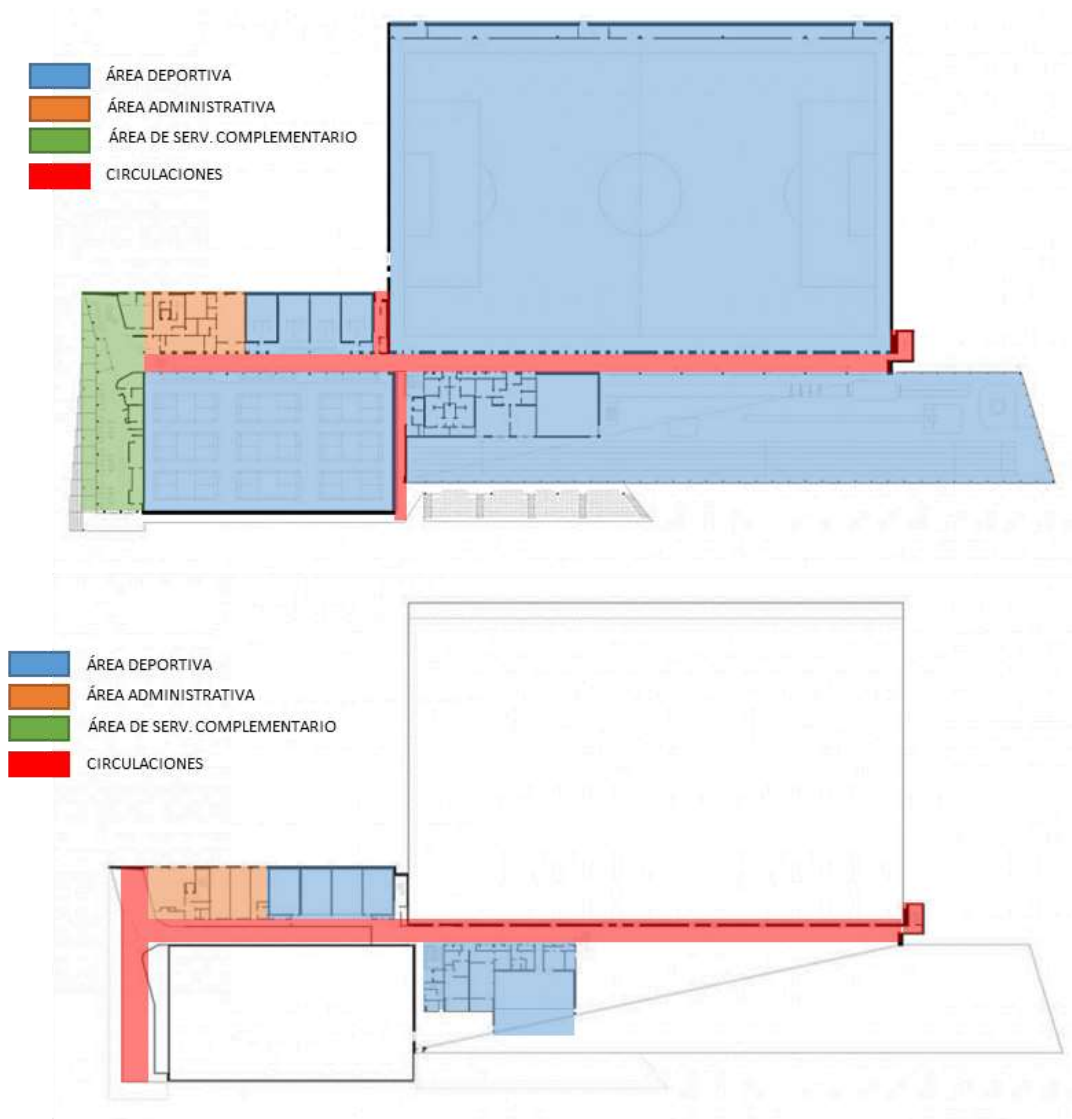 ÁREA DEPORTIVA
ÁREA ADMINISTRATIVA
ÁREA DE SERV. COMPLEMENTARIO
CIRCULACIONES
ÁREA DEPORTIVA
ÁREA ADMINISTRATIVA
ÁREA DE SERV. COMPLEMENTARIO
CIRCULACIONES